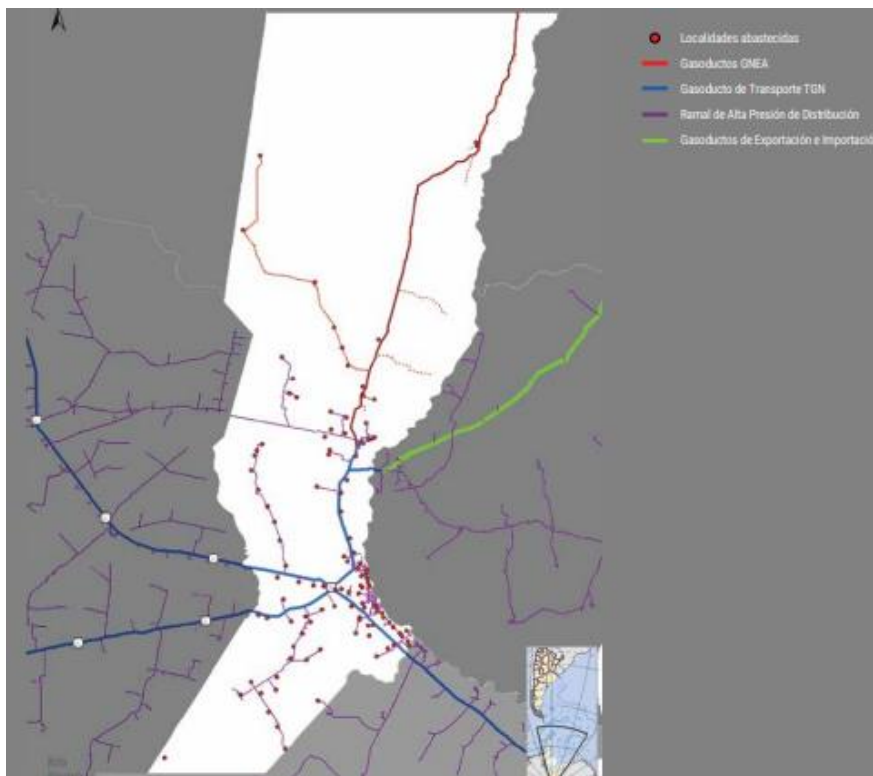 Localidades abastecidas
Gasoductos GNEA
Gasoducto de Transporte TGN
Ramal de Alta Presión de Distribución
Gasoductos de Exportación e Importació